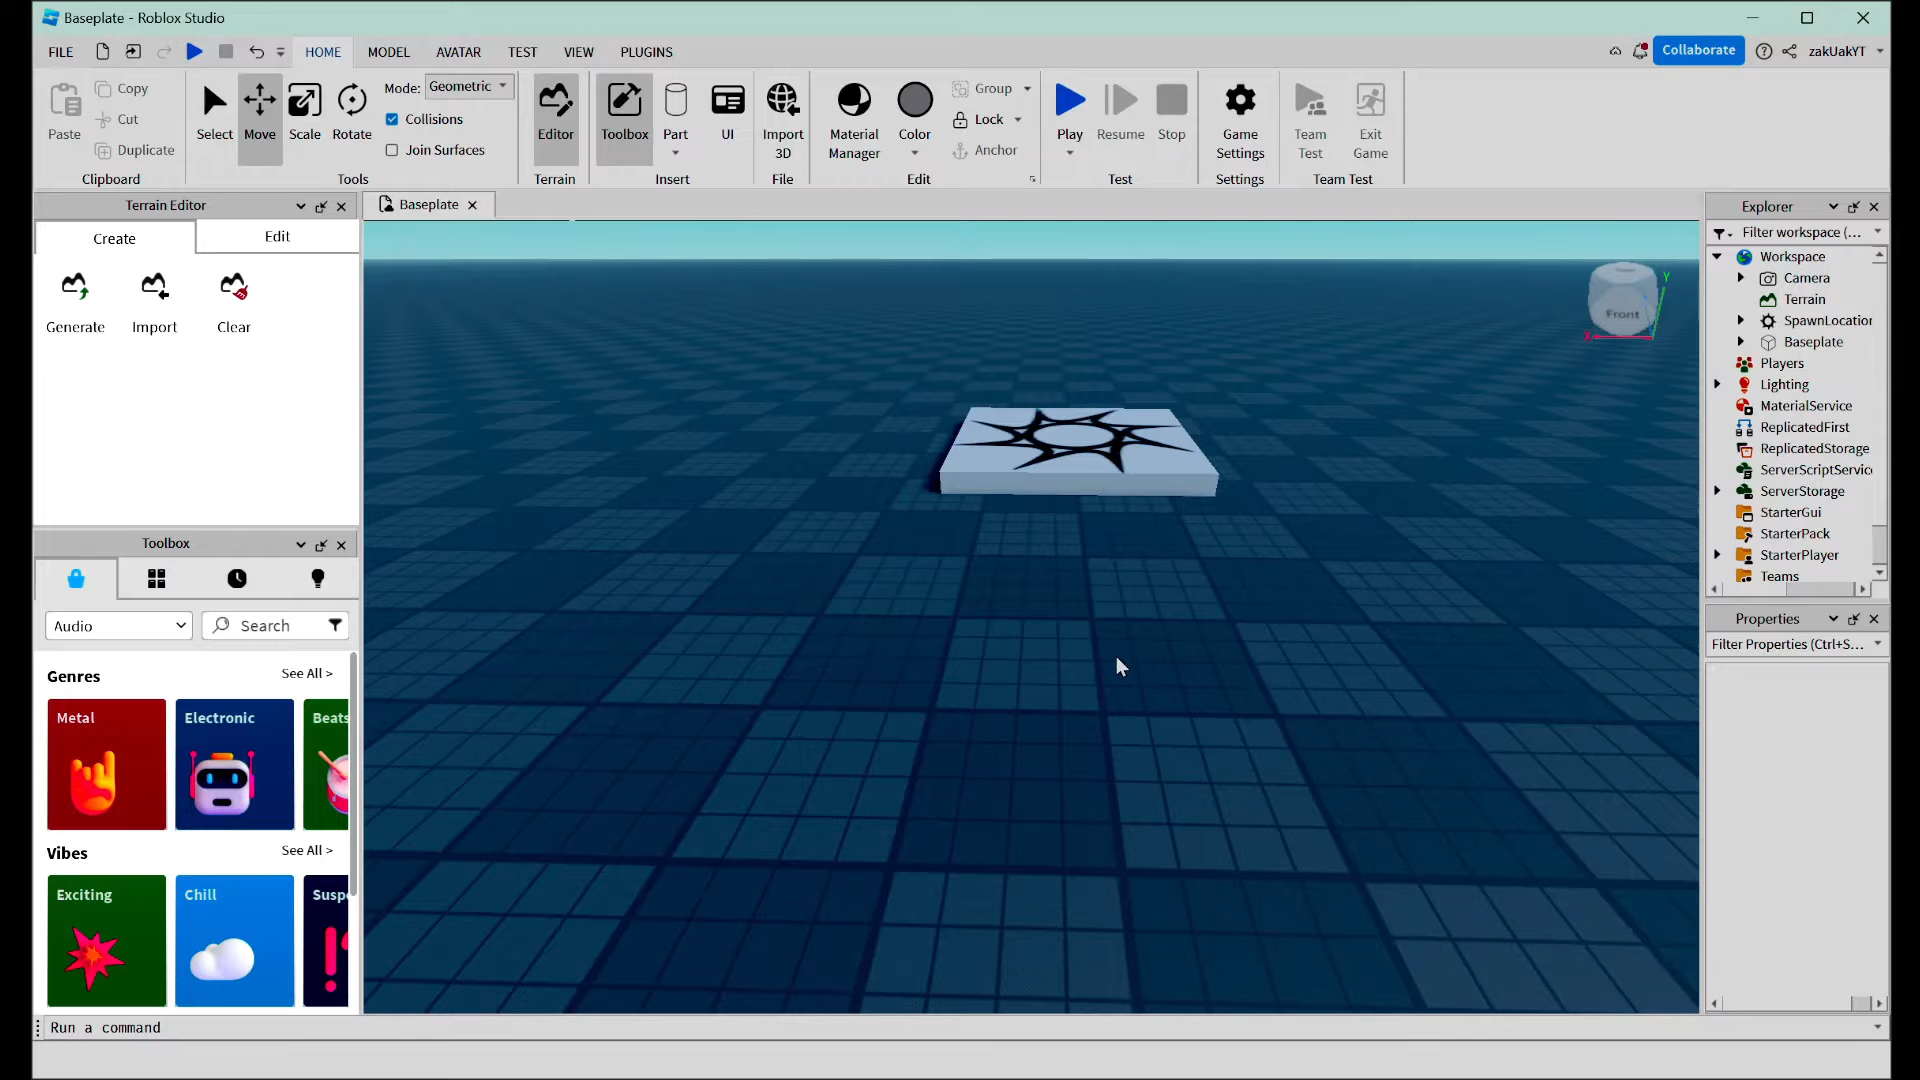 Baseplate - Roblox Studio
FILE HOME MODEL AVATAR TEST VIEW PLUGINS Collaborate zakUakYT
Paste Copy Cut Duplicate
Clipboard
Select Move Scale Rotate
Mode: Geometric
Collisions
Join Surfaces
Tools
Editor
Terrain
Toolbox Part UI
Insert
Import 3D
File
Material Manager Color
Group
Lock
Anchor
Edit
Play Resume Stop
Test
Game Settings
Settings
Team Test Exit Game
Team Test
Terrain Editor
Create Edit
Generate Import Clear
Baseplate
Front
X
Y
Toolbox
Audio Search
Genres See All >
Metal Electronic Beats
Vibes See All >
Exciting Chill Susp
Run a command
Explorer
Filter workspace (...
Workspace
Camera
Terrain
SpawnLocation
Baseplate
Players
Lighting
MaterialService
ReplicatedFirst
ReplicatedStorage
ServerScriptService
ServerStorage
StarterGui
StarterPack
StarterPlayer
Teams
Properties
Filter Properties (Ctrl+S...